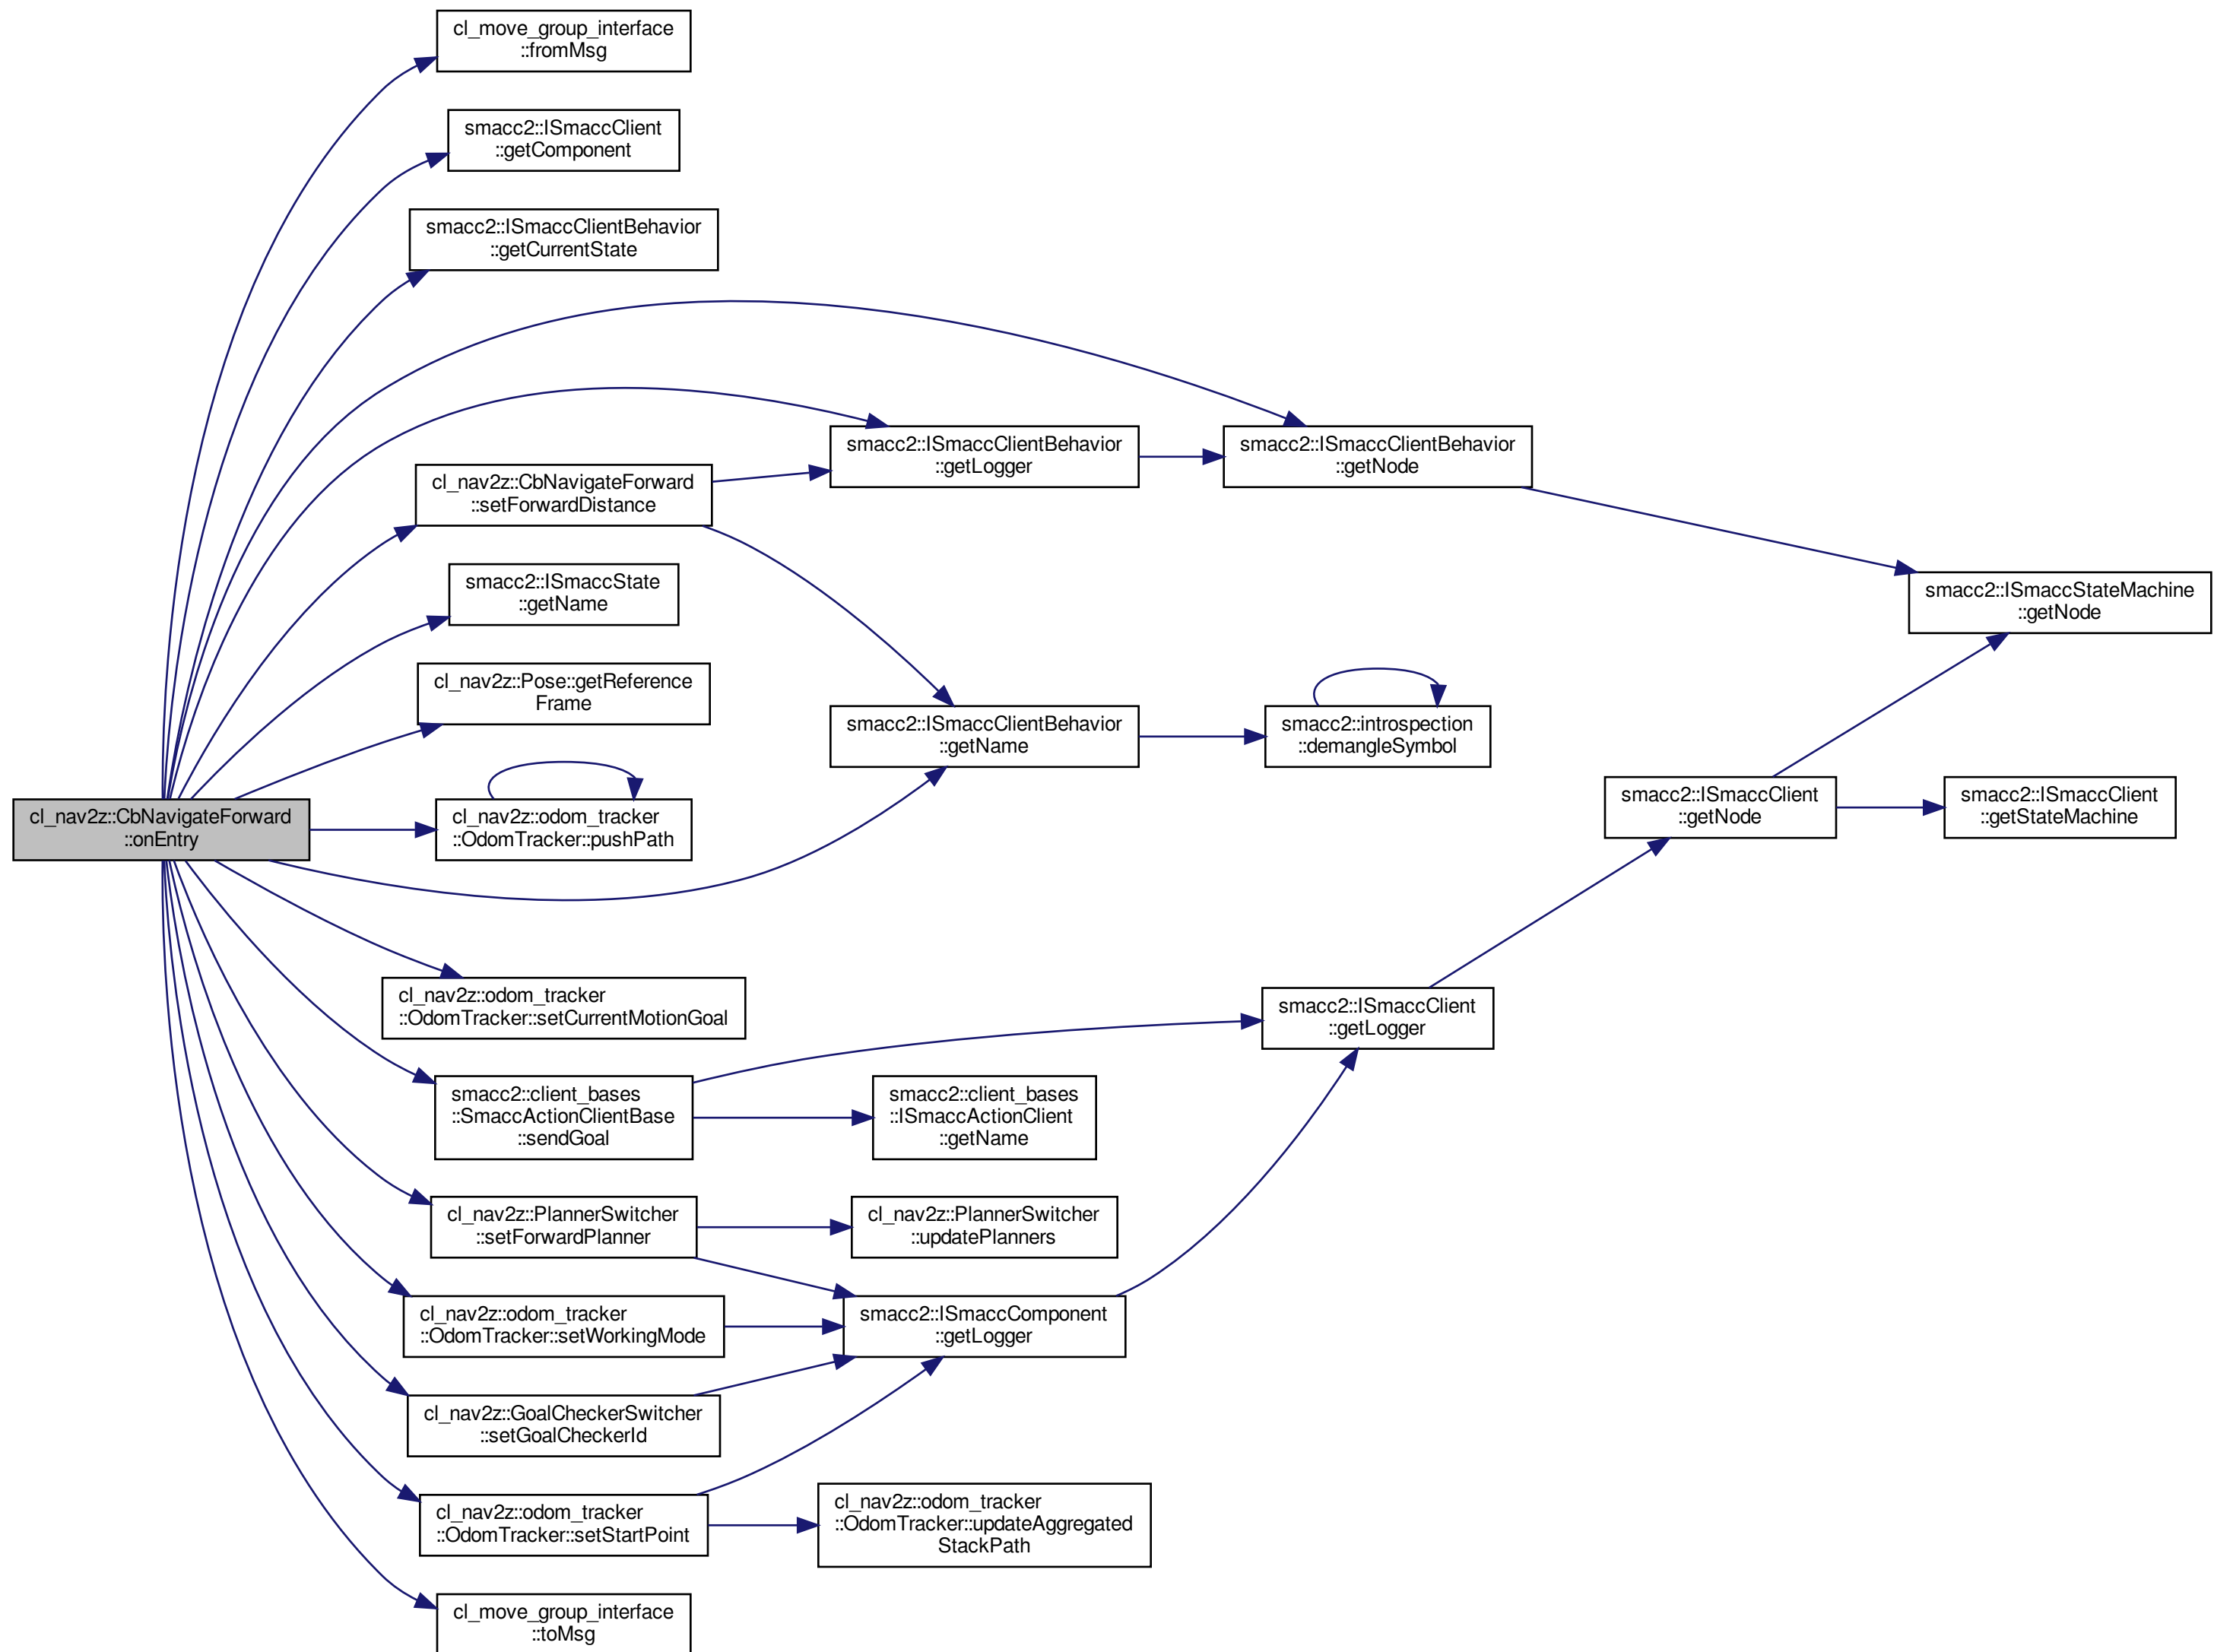 cl_move_group_interface
::fromMsg
smacc2::ISmaccClient
::getComponent
smacc2::ISmaccClientBehavior
::getCurrentState
smacc2::ISmaccClientBehavior
::getLogger
smacc2::ISmaccClientBehavior
::getNode
cl_nav2z::CbNavigateForward
::setForwardDistance
smacc2::ISmaccState
::getName
smacc2::ISmaccStateMachine
::getNode
cl_nav2z::Pose::getReference
Frame
smacc2::ISmaccClientBehavior
::getName
smacc2::introspection
::demangleSymbol
cl_nav2z::CbNavigateForward
::onEntry
cl_nav2z::odom_tracker
::OdomTracker::pushPath
smacc2::ISmaccClient
::getNode
smacc2::ISmaccClient
::getStateMachine
cl_nav2z::odom_tracker
::OdomTracker::setCurrentMotionGoal
smacc2::ISmaccClient
::getLogger
smacc2::client_bases
::SmaccActionClientBase
::sendGoal
smacc2::client_bases
::ISmaccActionClient
::getName
cl_nav2z::PlannerSwitcher
::setForwardPlanner
cl_nav2z::PlannerSwitcher
::updatePlanners
cl_nav2z::odom_tracker
::OdomTracker::setWorkingMode
smacc2::ISmaccComponent
::getLogger
cl_nav2z::GoalCheckerSwitcher
::setGoalCheckerId
cl_nav2z::odom_tracker
::OdomTracker::setStartPoint
cl_nav2z::odom_tracker
::OdomTracker::updateAggregated
StackPath
cl_move_group_interface
::toMsg